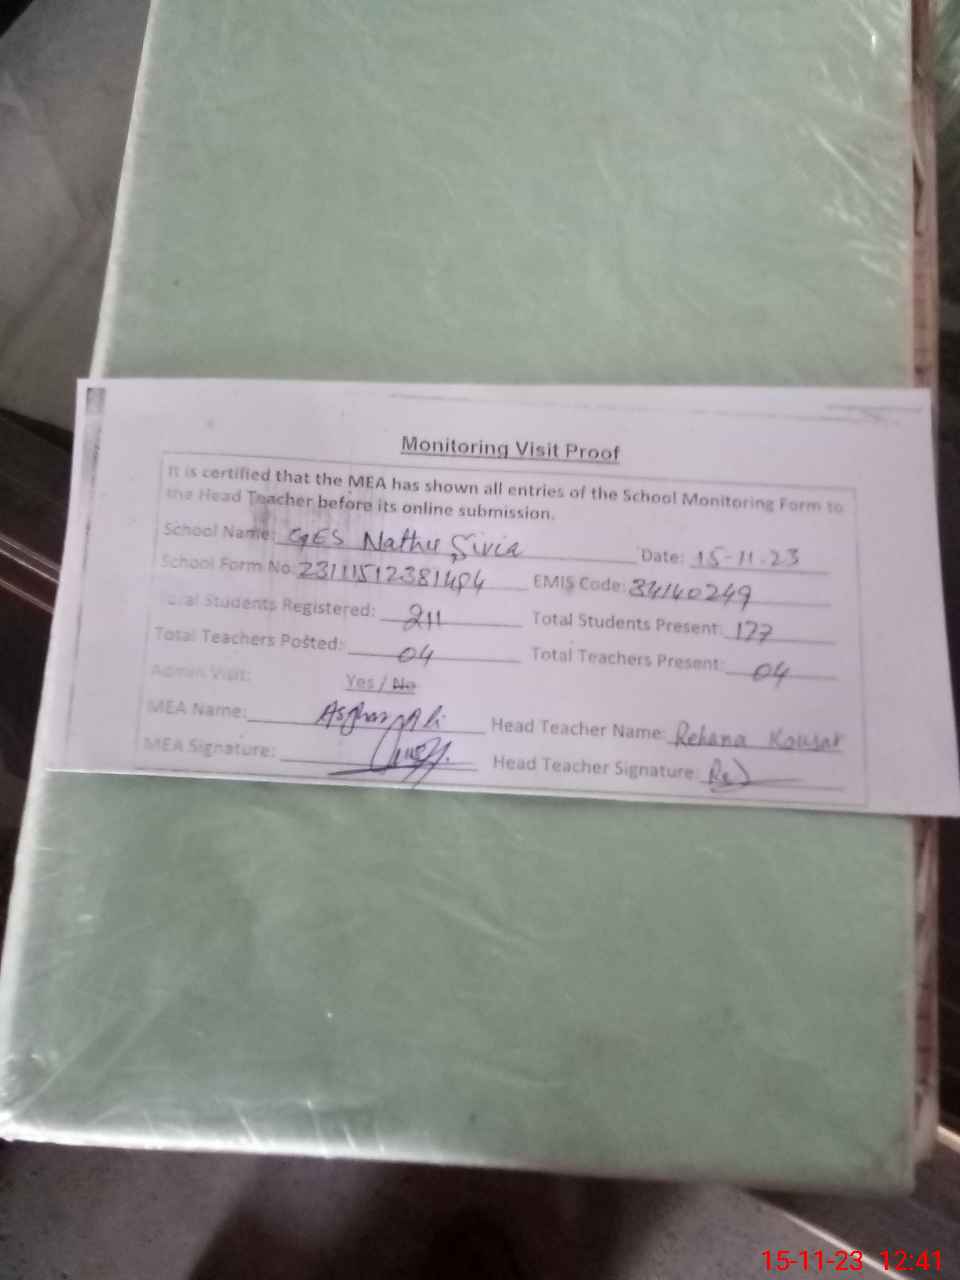 Monitoring Visit Proof
It is certified that the MEA has shown all entries of the School Monitoring Form to
the Head Teacher before its online submission.
School Name: GES Nathu Sivia Date: 15-11-23
School Form No: 23111512381494 EMIS Code: 34140249
Total Students Registered: 211 Total Students Present: 177
Total Teachers Posted: 04 Total Teachers Present: 04
Admin Visit: Yes / No
MEA Name: Asghar Ali Head Teacher Name: Rehana Kousar
MEA Signature: Head Teacher Signature:
15-11-23 12:41